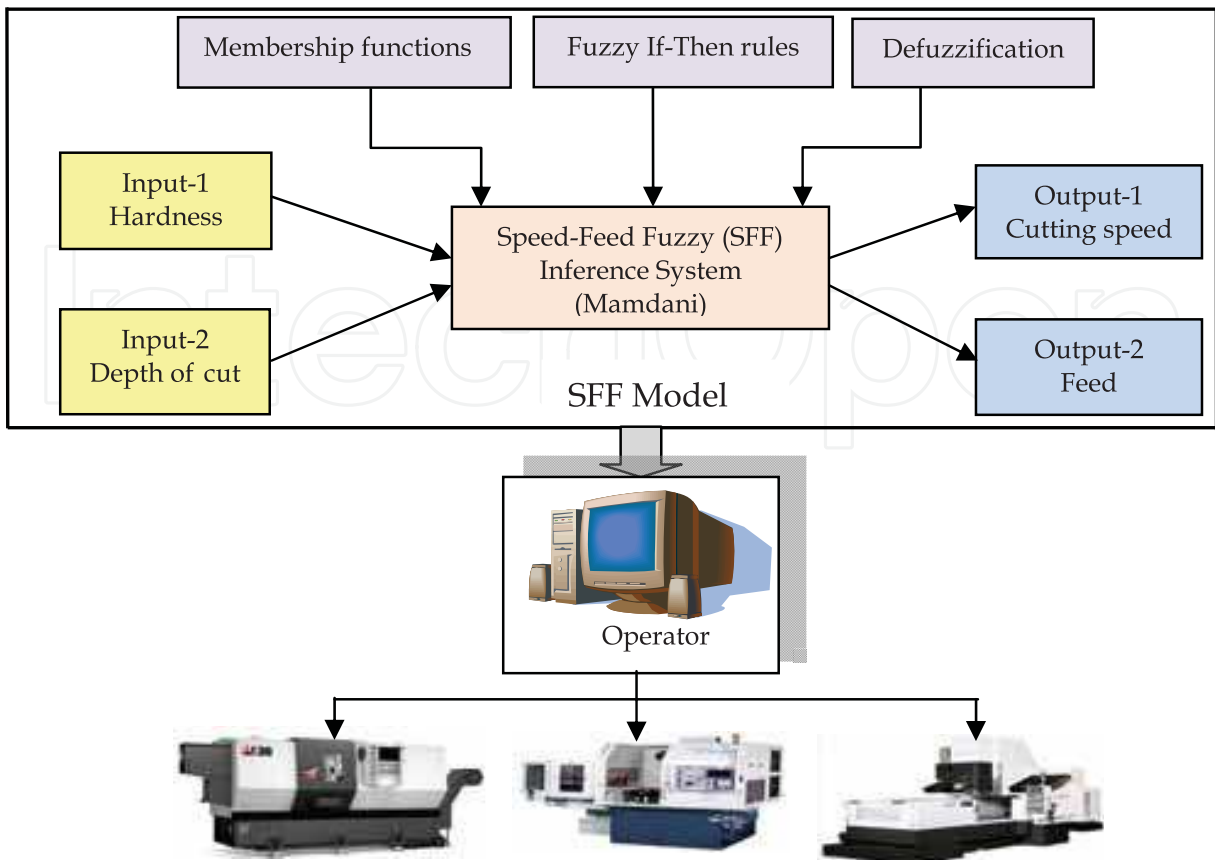 Membership functions
Fuzzy If-Then rules
Defuzzification
Input-1
Hardness
Speed-Feed Fuzzy (SFF)
Inference System
(Mamdani)
Output-1
Cutting speed
Input-2
Depth of cut
Output-2
Feed
SFF Model
IntechOpen
Operator